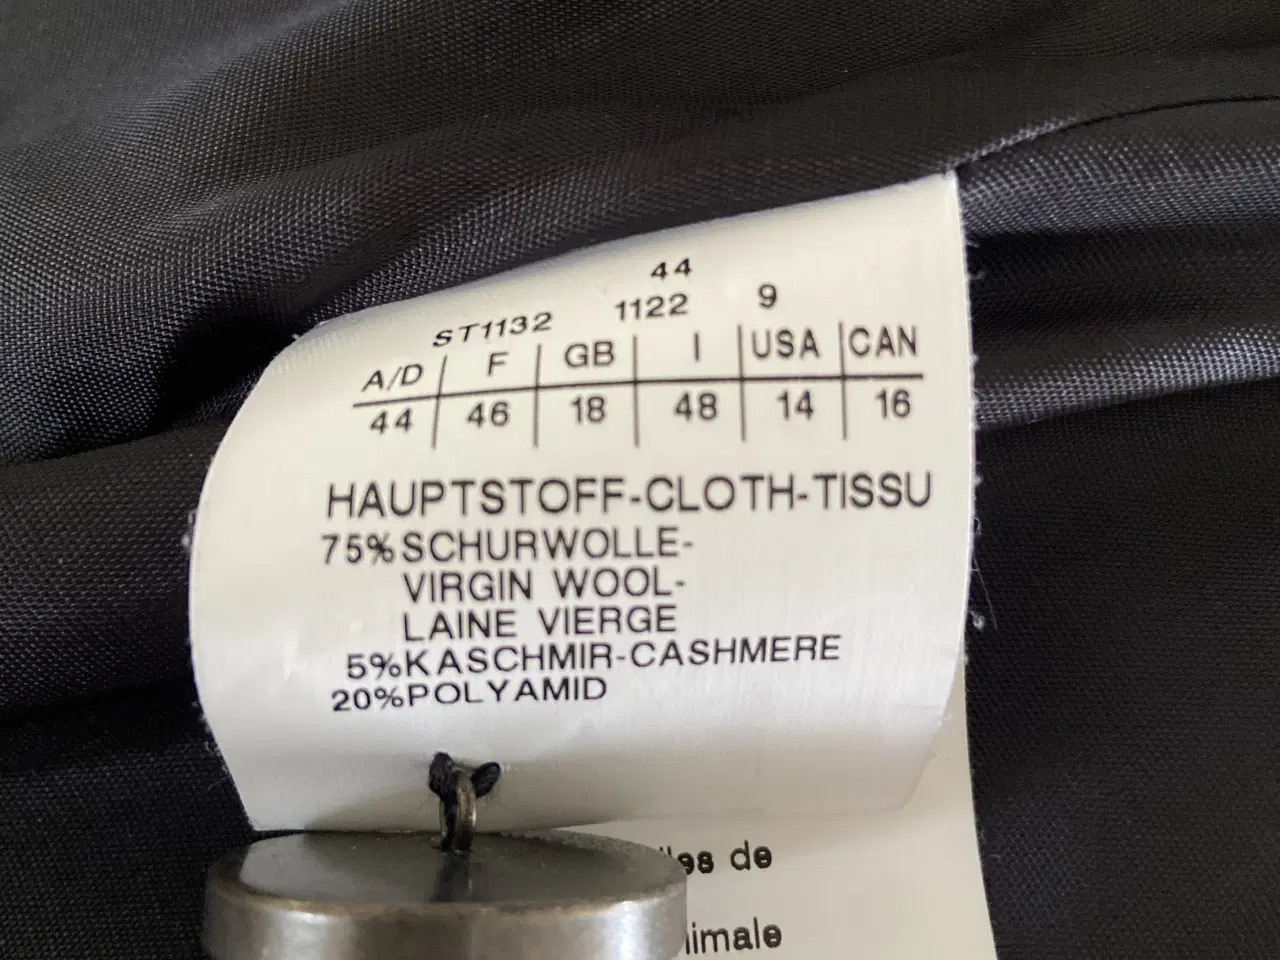 44
ST1132 1122 9
A/D F GB I USA CAN
44 46 18 48 14 16
HAUPTSTOFF-CLOTH-TISSU
75%SCHURWOLLE-
VIRGIN WOOL-
LAINE VIERGE
5%KASCHMIR-CASHMERE
20%POLYAMID
de